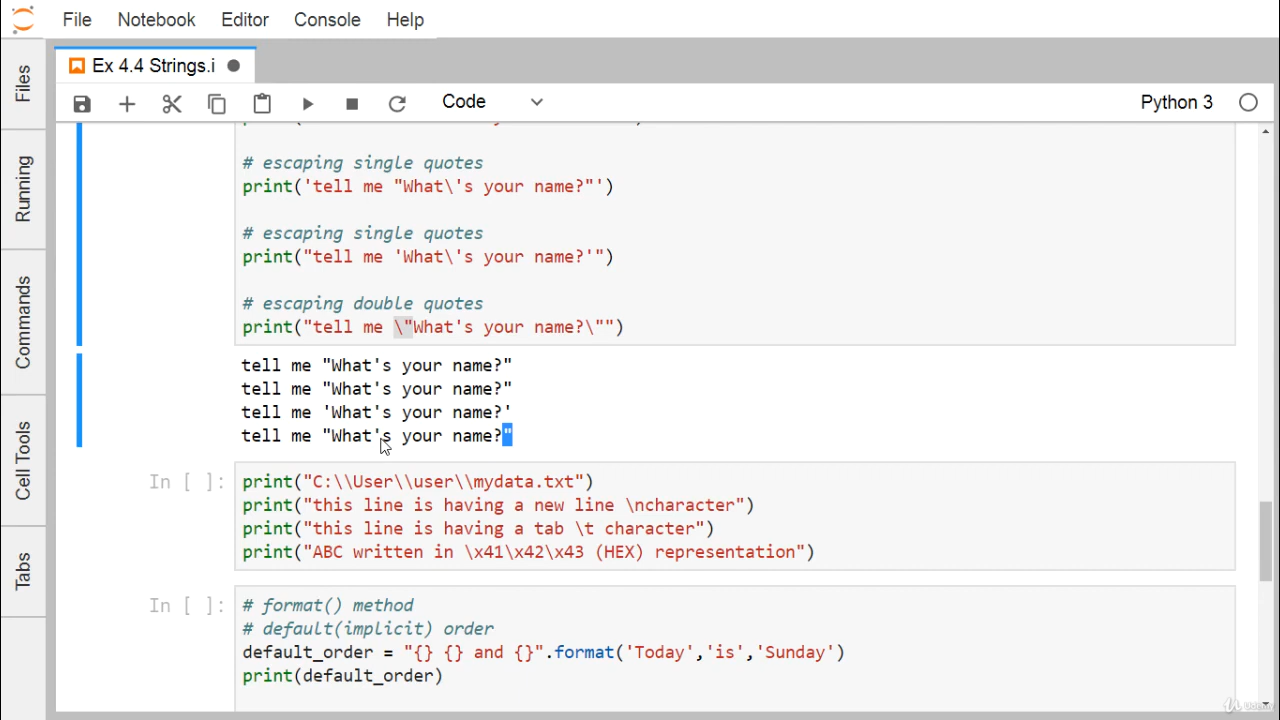 File Notebook Editor Console Help
Ex 4.4 Strings.i
Code Python 3
Files
Running
Commands
Cell Tools
Tabs
# escaping single quotes
print('tell me "What\'s your name?"')
# escaping single quotes
print("tell me 'What\'s your name?'")
# escaping double quotes
print("tell me \"What's your name?\"")
tell me "What's your name?"
tell me "What's your name?"
tell me 'What's your name?'
tell me "What's your name?"
In [ ]: print("C:\\User\\user\\mydata.txt")
print("this line is having a new line \ncharacter")
print("this line is having a tab \t character")
print("ABC written in \x41\x42\x43 (HEX) representation")
In [ ]: # format() method
# default(implicit) order
default_order = "{} {} and {}".format('Today','is','Sunday')
print(default_order)
Udemy